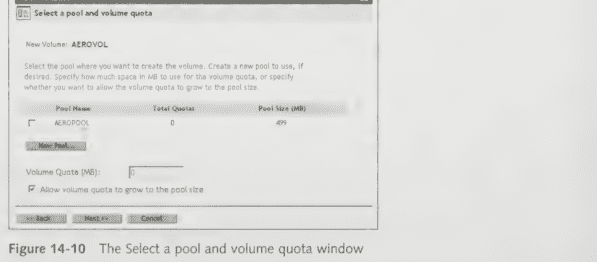 Select a pool and volume quota
New Volume: AEROVOL
Select the pool where you want to create the volume. Create a new pool to use, if
desired. Specify how much space in MB to use for the volume quota, or specify
whether you want to allow the volume quota to grow to the pool size.
Pool Name Total Quotas Pool Size (MB)
AEROPOOL 0 499
New Pool...
Volume Quota (MB): 0
Allow volume quota to grow to the pool size
<< Back Next >> Cancel
Figure 14-10 The Select a pool and volume quota window